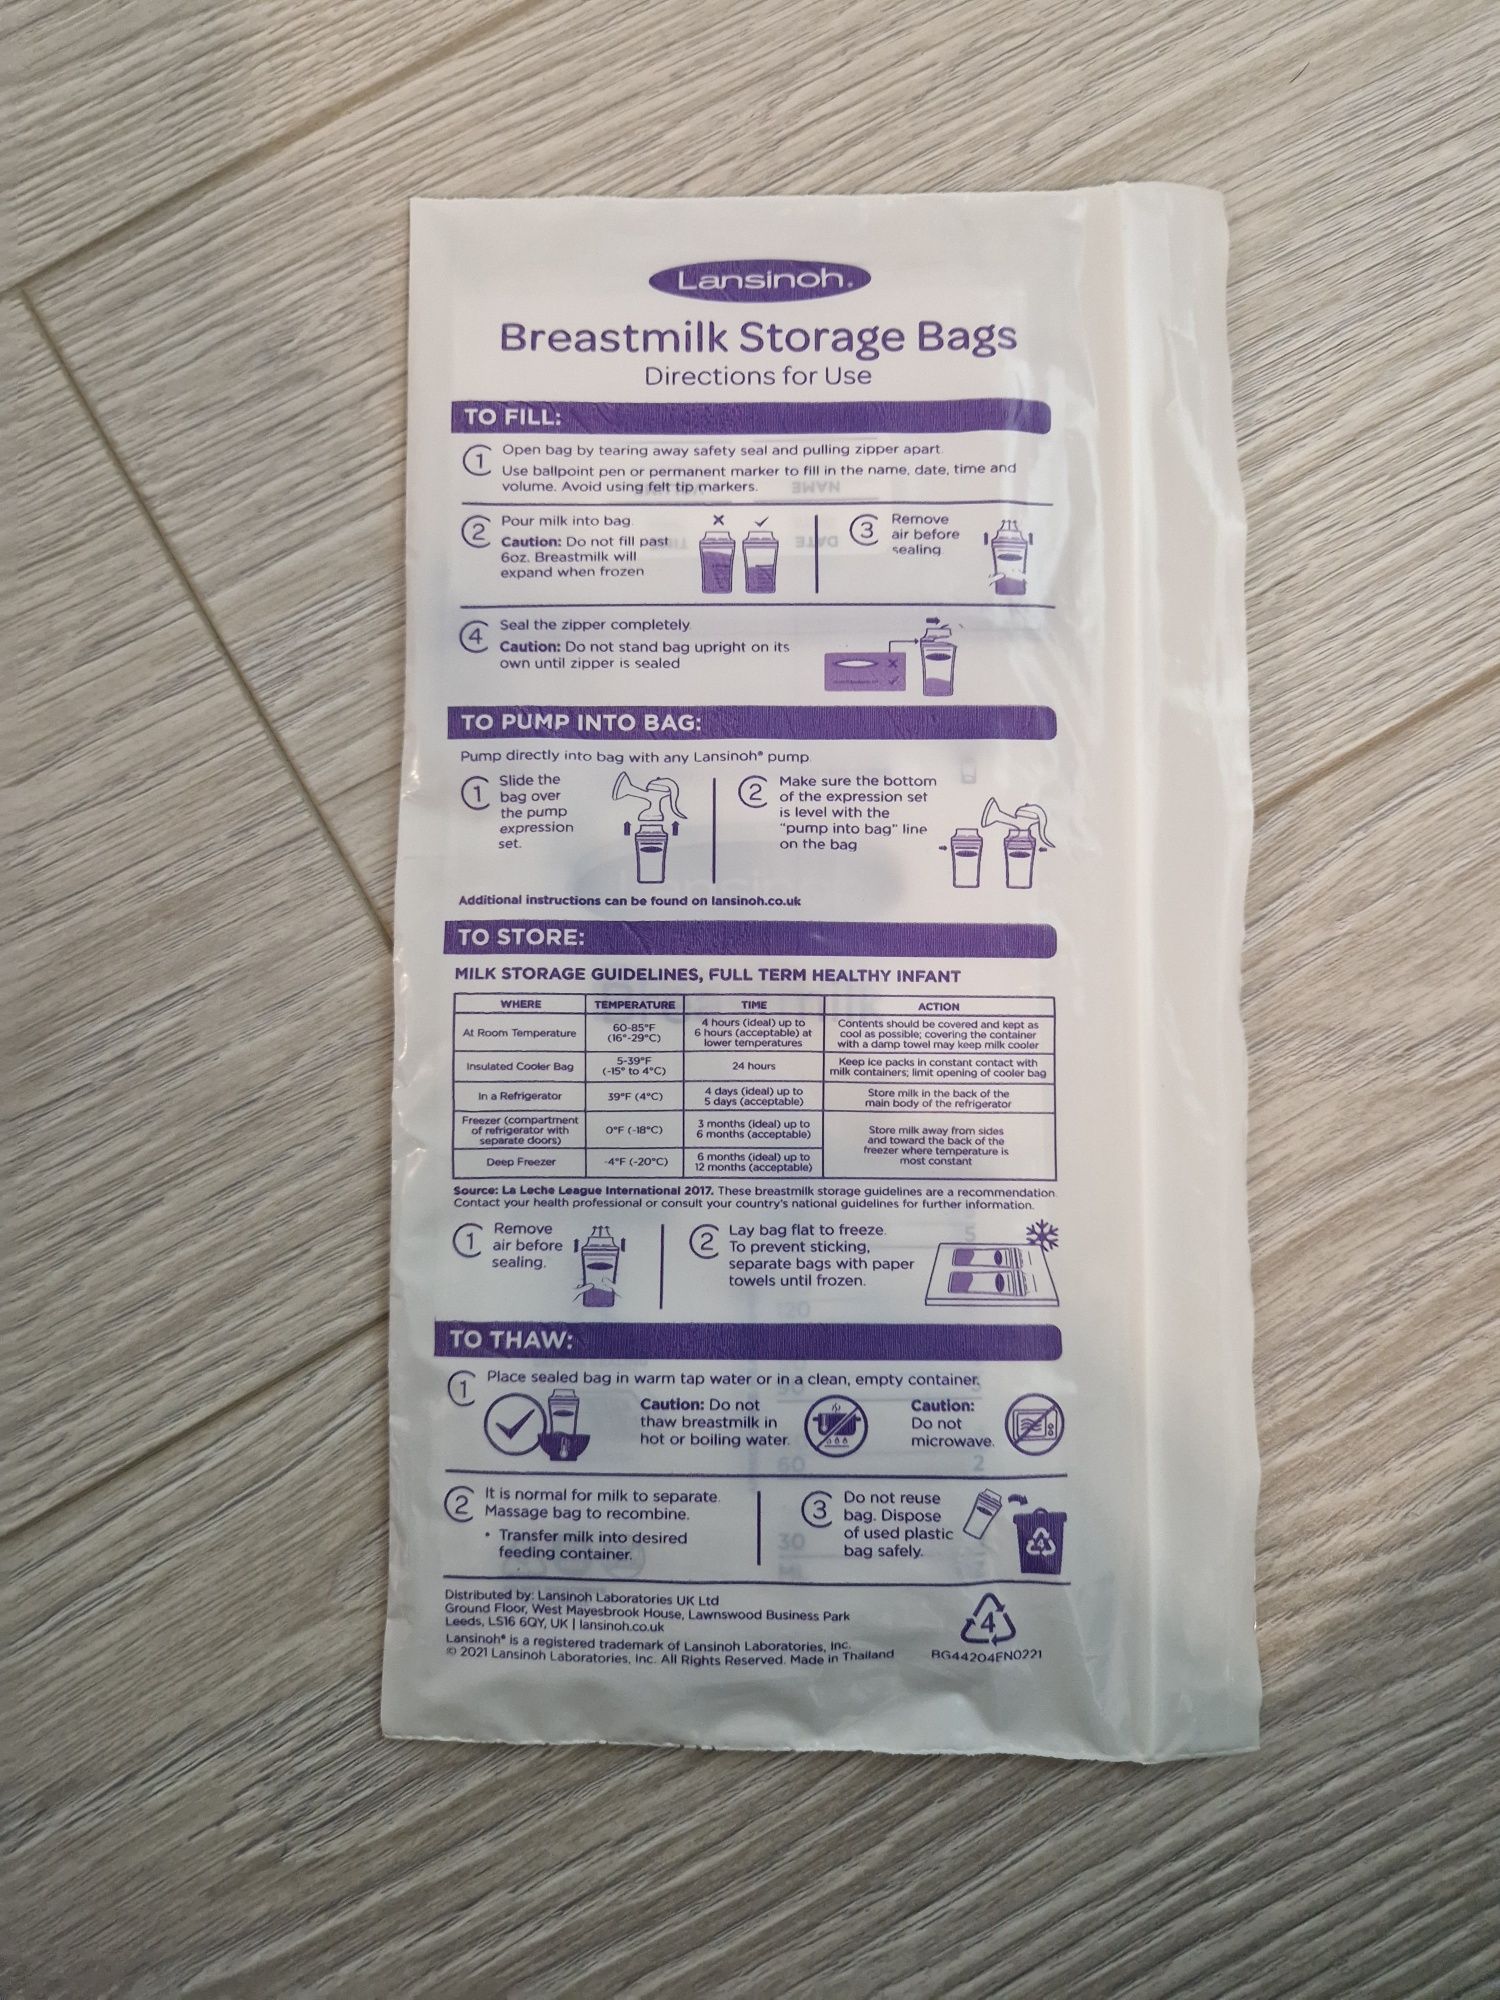 Lansinoh®
Breastmilk Storage Bags
Directions for Use
TO FILL:
1
Open bag by tearing away safety seal and pulling zipper apart.
Use ballpoint pen or permanent marker to fill in the name, date, time and
volume. Avoid using felt tip markers.
2
Pour milk into bag.
Caution: Do not fill past
6oz. Breastmilk will
expand when frozen
3
Remove
air before
sealing.
4
Seal the zipper completely.
Caution: Do not stand bag upright on its
own until zipper is sealed
TO PUMP INTO BAG:
Pump directly into bag with any Lansinoh® pump.
1
Slide the
bag over
the pump
expression
set.
2
Make sure the bottom
of the expression set
is level with the
"pump into bag" line
on the bag
Additional instructions can be found on lansinoh.co.uk
TO STORE:
MILK STORAGE GUIDELINES, FULL TERM HEALTHY INFANT
WHERE TEMPERATURE TIME ACTION
At Room Temperature
60-85°F
(16°-29°C)
4 hours (ideal) up to
6 hours (acceptable) at
lower temperatures
Contents should be covered and kept as
cool as possible; covering the container
with a damp towel may keep milk cooler
Insulated Cooler Bag
5-39°F
(-15° to 4°C)
24 hours
Keep ice packs in constant contact with
milk containers; limit opening of cooler bag
In a Refrigerator
39°F (4°C)
4 days (ideal) up to
5 days (acceptable)
Store milk in the back of the
main body of the refrigerator
Freezer (compartment
of refrigerator with
separate doors)
0°F (-18°C)
3 months (ideal) up to
6 months (acceptable)
Store milk away from sides
and toward the back of the
freezer where temperature is
most constant
Deep Freezer
-4°F (-20°C)
6 months (ideal) up to
12 months (acceptable)
Source: La Leche League International 2017. These breastmilk storage guidelines are a recommendation.
Contact your health professional or consult your country's national guidelines for further information.
1
Remove
air before
sealing.
2
Lay bag flat to freeze.
To prevent sticking,
separate bags with paper
towels until frozen.
TO THAW:
1
Place sealed bag in warm tap water or in a clean, empty container.
Caution: Do not
thaw breastmilk in
hot or boiling water.
Caution:
Do not
microwave.
2
It is normal for milk to separate.
Massage bag to recombine.
• Transfer milk into desired
feeding container.
3
Do not reuse
bag. Dispose
of used plastic
bag safely.
4
Distributed by: Lansinoh Laboratories UK Ltd
Ground Floor, West Mayesbrook House, Lawnswood Business Park
Leeds, LS16 6QY, UK | lansinoh.co.uk
Lansinoh® is a registered trademark of Lansinoh Laboratories, Inc.
© 2021 Lansinoh Laboratories, Inc. All Rights Reserved. Made in Thailand
4
BG44204EN0221